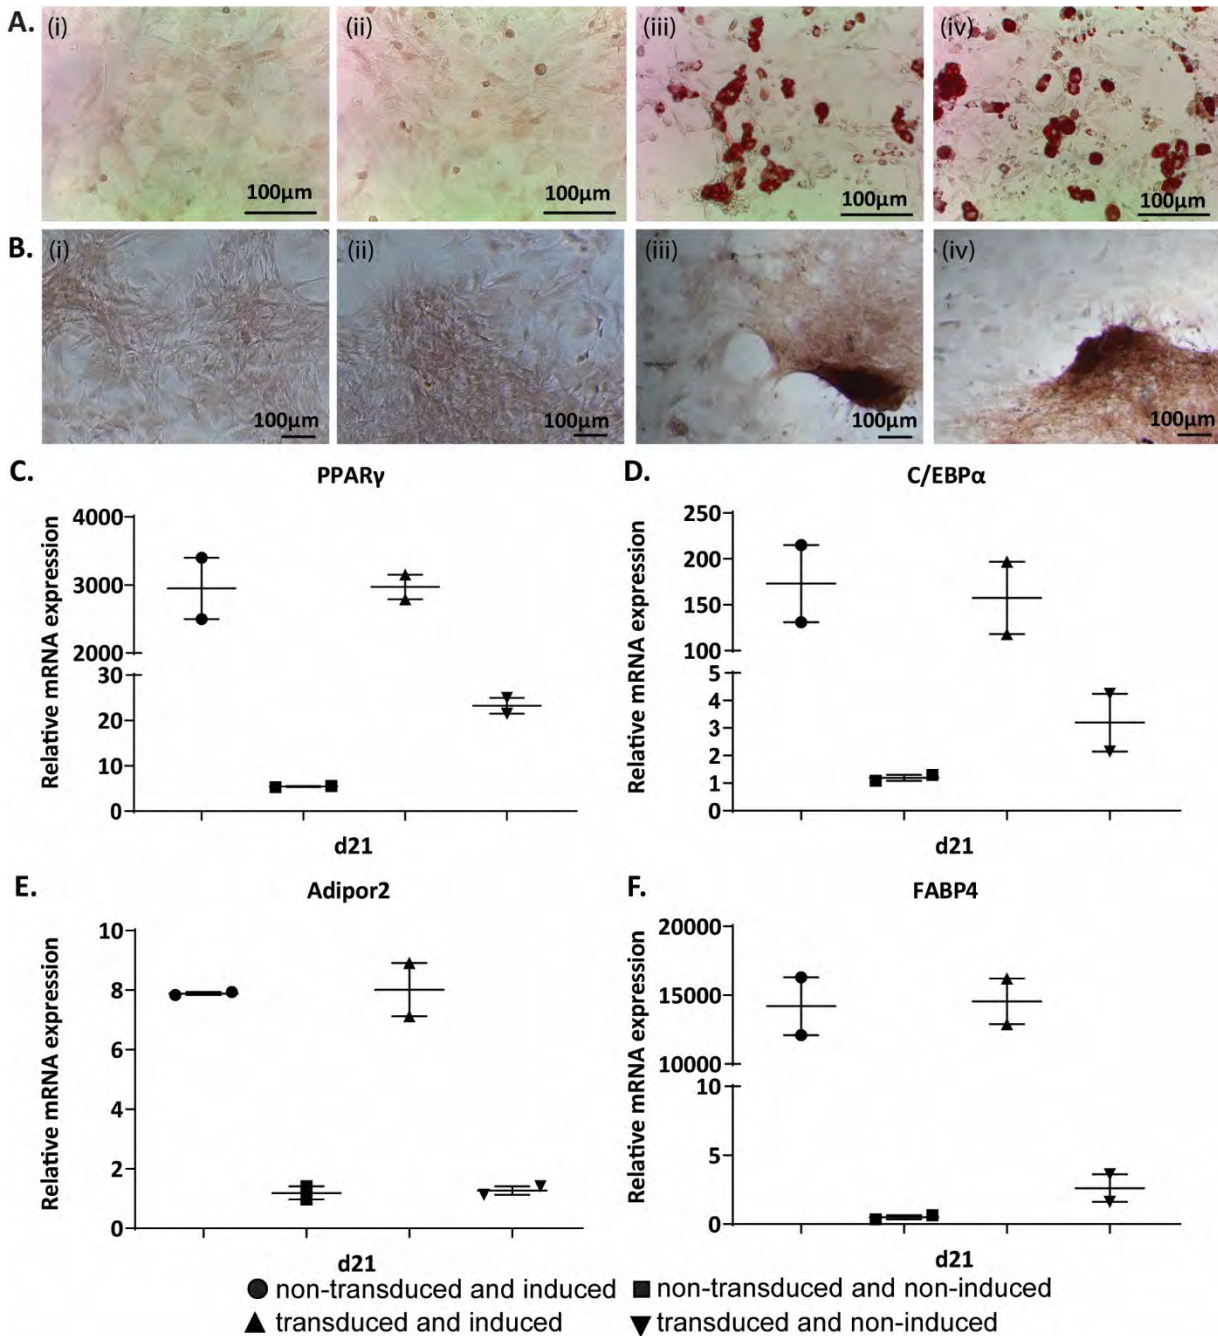 A. (i) (ii) (iii) (iv)
100µm 100µm 100µm 100µm
B. (i) (ii) (iii) (iv)
100µm 100µm 100µm 100µm
C. PPARγ
Relative mRNA expression
4000
3000
2000
30
20
10
0
d21
D. C/EBPα
Relative mRNA expression
250
200
150
100
5
4
3
2
1
0
d21
E. Adipor2
Relative mRNA expression
10
8
6
4
2
0
d21
F. FABP4
Relative mRNA expression
20000
15000
10000
10
5
0
d21
non-transduced and induced
non-transduced and non-induced
transduced and induced
transduced and non-induced